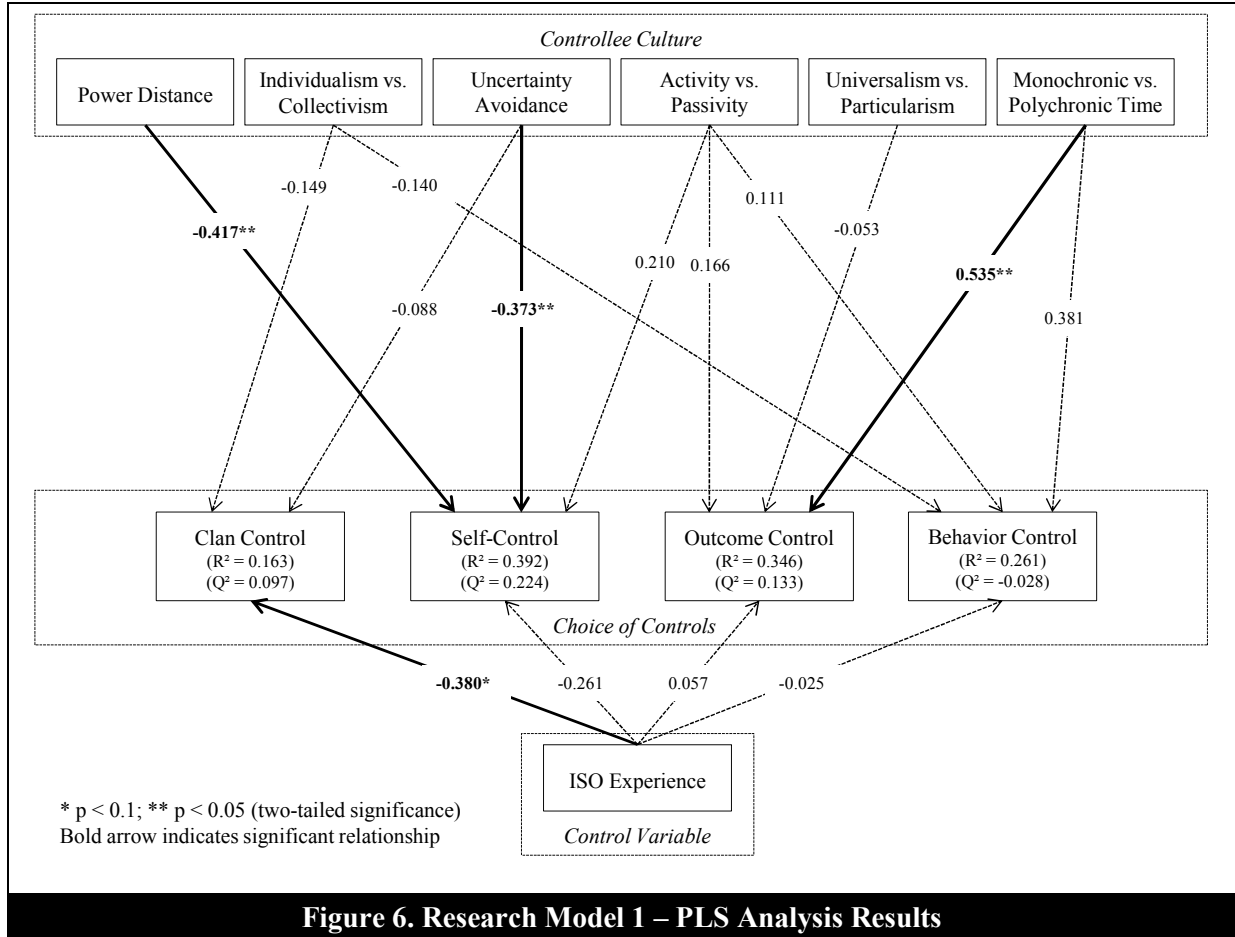 Controllee Culture
Power Distance
Individualism vs.
Collectivism
Uncertainty
Avoidance
Activity vs.
Passivity
Universalism vs.
Particularism
Monochronic vs.
Polychronic Time
-0.149
-0.140
0.111
-0.417**
-0.053
0.210
0.166
0.535**
-0.088
-0.373**
0.381
Clan Control
(R² = 0.163)
(Q² = 0.097)
Self-Control
(R² = 0.392)
(Q² = 0.224)
Outcome Control
(R² = 0.346)
(Q² = 0.133)
Behavior Control
(R² = 0.261)
(Q² = -0.028)
Choice of Controls
-0.380*
-0.261
0.057
-0.025
ISO Experience
Control Variable
* p < 0.1; ** p < 0.05 (two-tailed significance)
Bold arrow indicates significant relationship
Figure 6. Research Model 1 – PLS Analysis Results